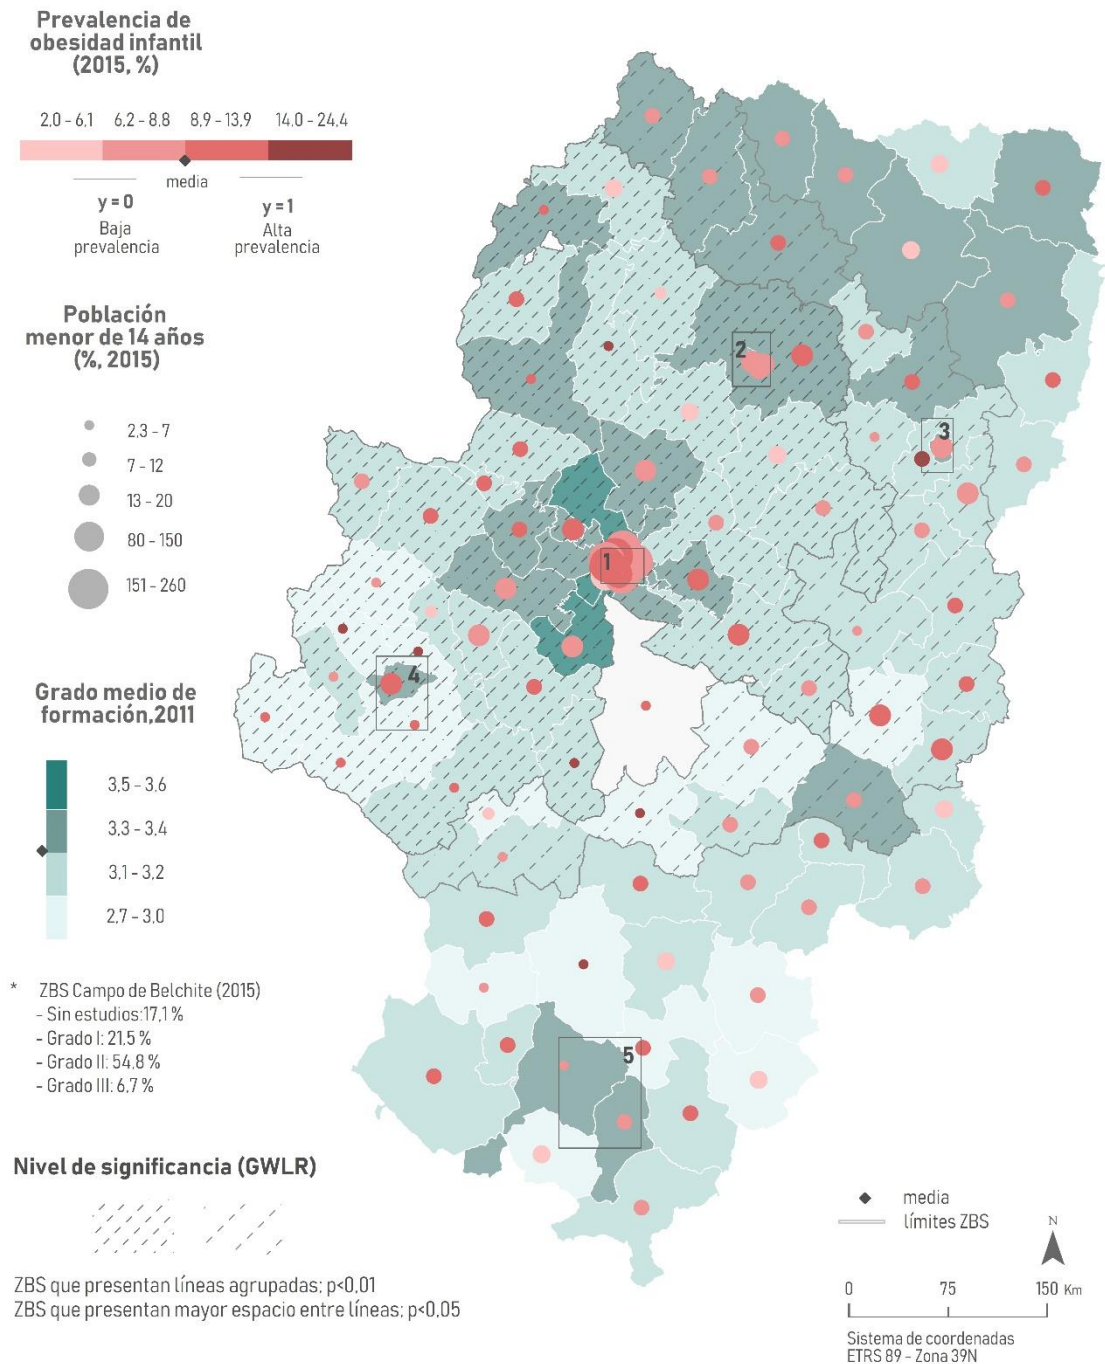 Prevalencia de
obesidad infantil
(2015, %)
2,0 - 6,1 6,2 - 8,8 8,9 - 13,9 14,0 - 24,4
media
y = 0
Baja
prevalencia
y = 1
Alta
prevalencia
Población
menor de 14 años
(%, 2015)
2,3 - 7
7 - 12
13 - 20
80 - 150
151 - 260
Grado medio de
formación,2011
3,5 - 3,6
3,3 - 3,4
3,1 - 3,2
2,7 - 3,0
* ZBS Campo de Belchite (2015)
- Sin estudios:17,1 %
- Grado I: 21,5 %
- Grado II: 54,8 %
- Grado III: 6,7 %
Nivel de significancia (GWLR)
ZBS que presentan líneas agrupadas; p<0,01
ZBS que presentan mayor espacio entre líneas; p<0,05
2
3
1
4
5
media
límites ZBS
N
0 75 150 Km
Sistema de coordenadas
ETRS 89 - Zona 39N